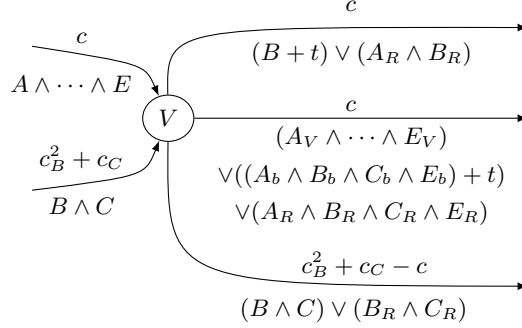 c
(B + t) ∨ (A_R ∧ B_R)
c
A ∧ ⋯ ∧ E
V
c
(A_V ∧ ⋯ ∧ E_V)
∨((A_b ∧ B_b ∧ C_b ∧ E_b) + t)
∨(A_R ∧ B_R ∧ C_R ∧ E_R)
c_B^2 + c_C
B ∧ C
c_B^2 + c_C − c
(B ∧ C) ∨ (B_R ∧ C_R)